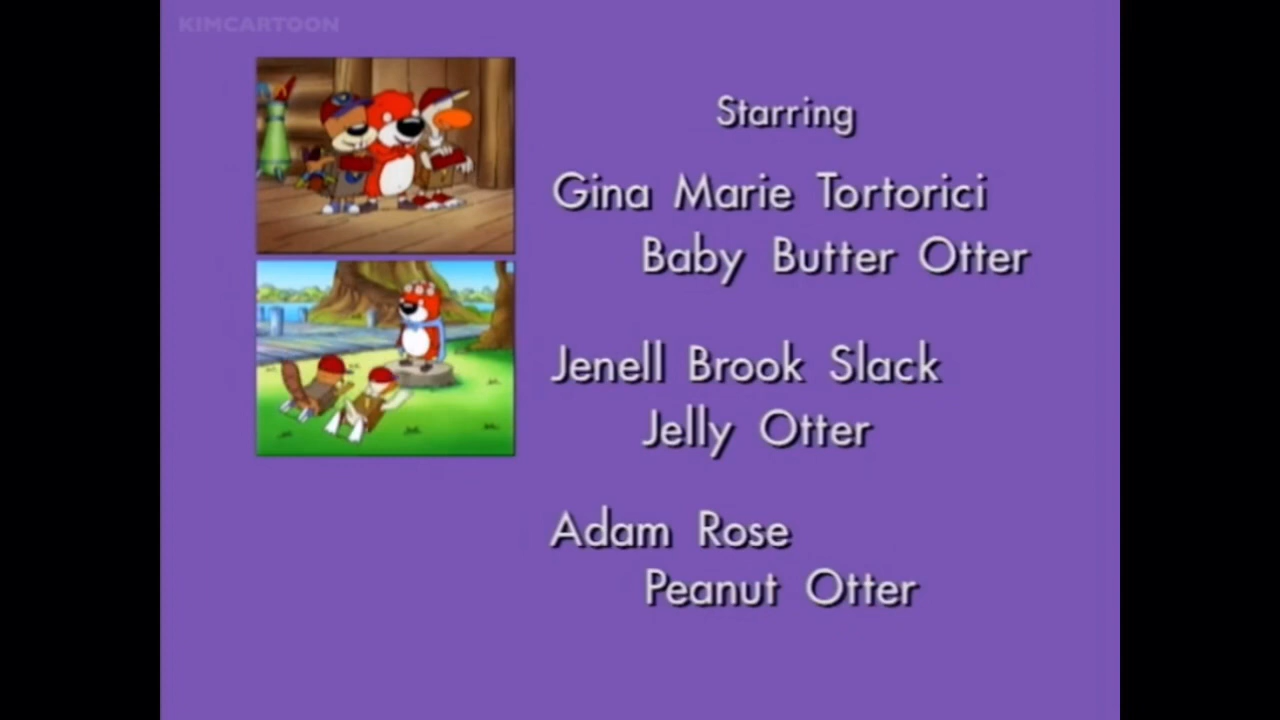 KIMCARTOON
Starring
Gina Marie Tortorici
Baby Butter Otter
Jenell Brook Slack
Jelly Otter
Adam Rose
Peanut Otter